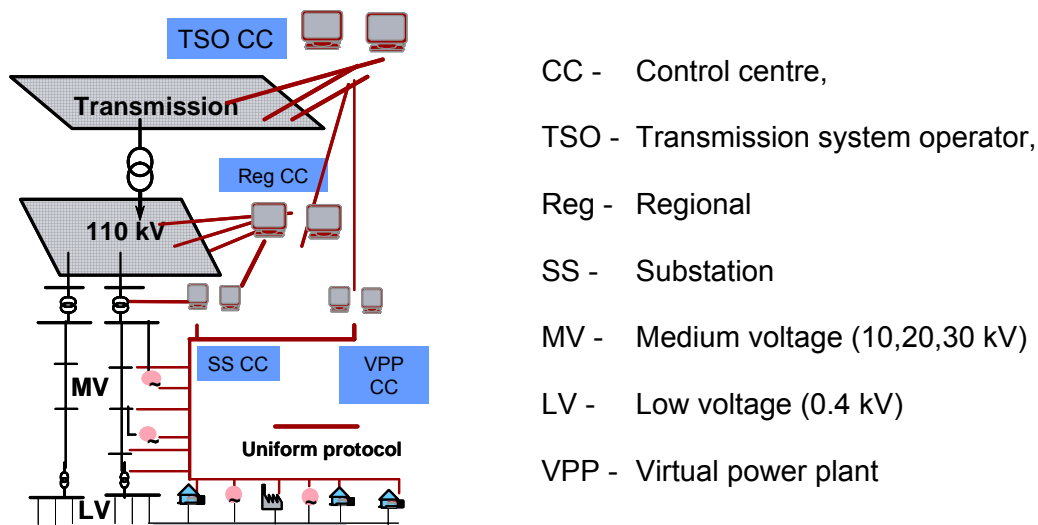 TSO CC
Transmission
Reg CC
110 kV
SS CC
VPP
CC
MV
Uniform protocol
LV
~
~
~
~
CC - Control centre,
TSO - Transmission system operator,
Reg - Regional
SS - Substation
MV - Medium voltage (10,20,30 kV)
LV - Low voltage (0.4 kV)
VPP - Virtual power plant